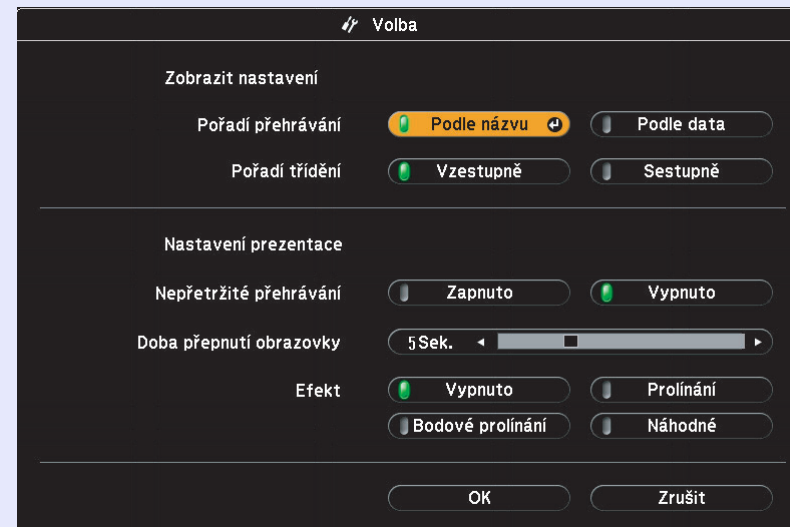 Volba
Zobrazit nastavení
Pořadí přehrávání Podle názvu Podle data
Pořadí třídění Vzestupně Sestupně
Nastavení prezentace
Nepřetržité přehrávání Zapnuto Vypnuto
Doba přepnutí obrazovky 5Sek.
Efekt Vypnuto Prolínání
Bodové prolínání Náhodné
OK Zrušit